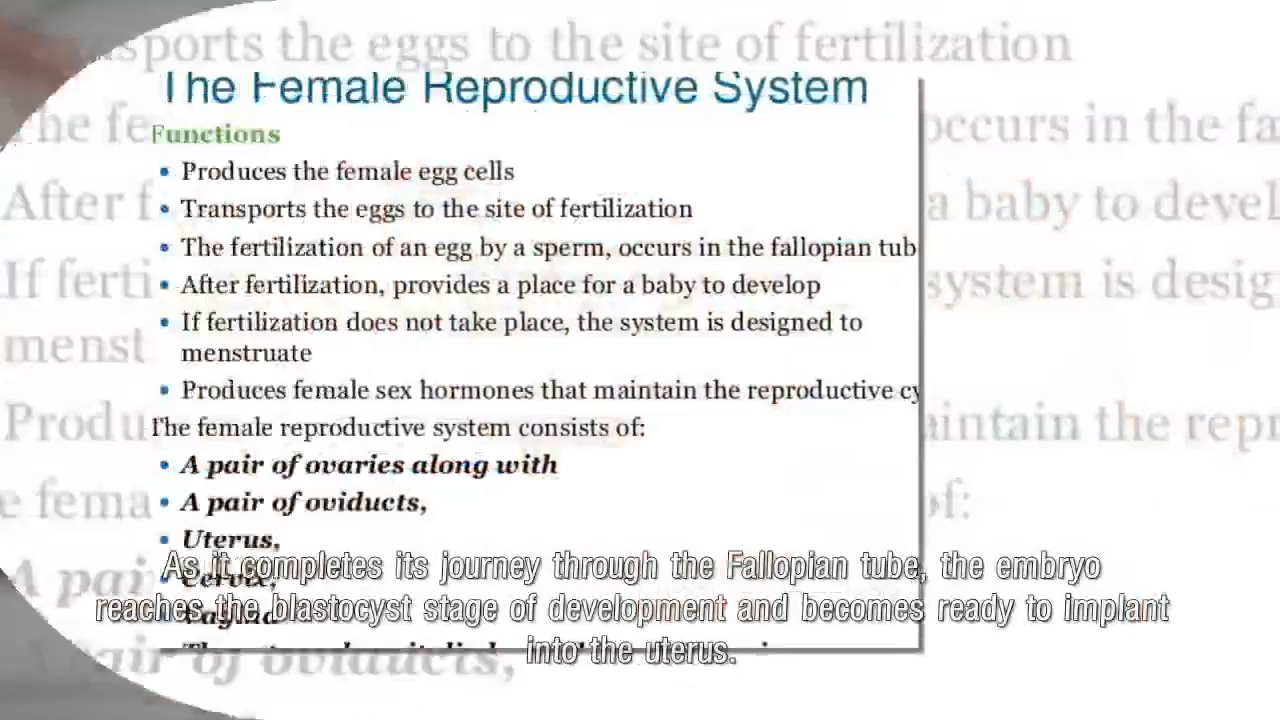 The Female Reproductive System
Functions
• Produces the female egg cells
• Transports the eggs to the site of fertilization
• The fertilization of an egg by a sperm, occurs in the fallopian tub
• After fertilization, provides a place for a baby to develop
• If fertilization does not take place, the system is designed to
menstruate
• Produces female sex hormones that maintain the reproductive cy
The female reproductive system consists of:
• A pair of ovaries along with
• A pair of oviducts,
• Uterus,
• Cervix,
• Vagina
As it completes its journey through the Fallopian tube, the embryo
reaches the blastocyst stage of development and becomes ready to implant
into the uterus.